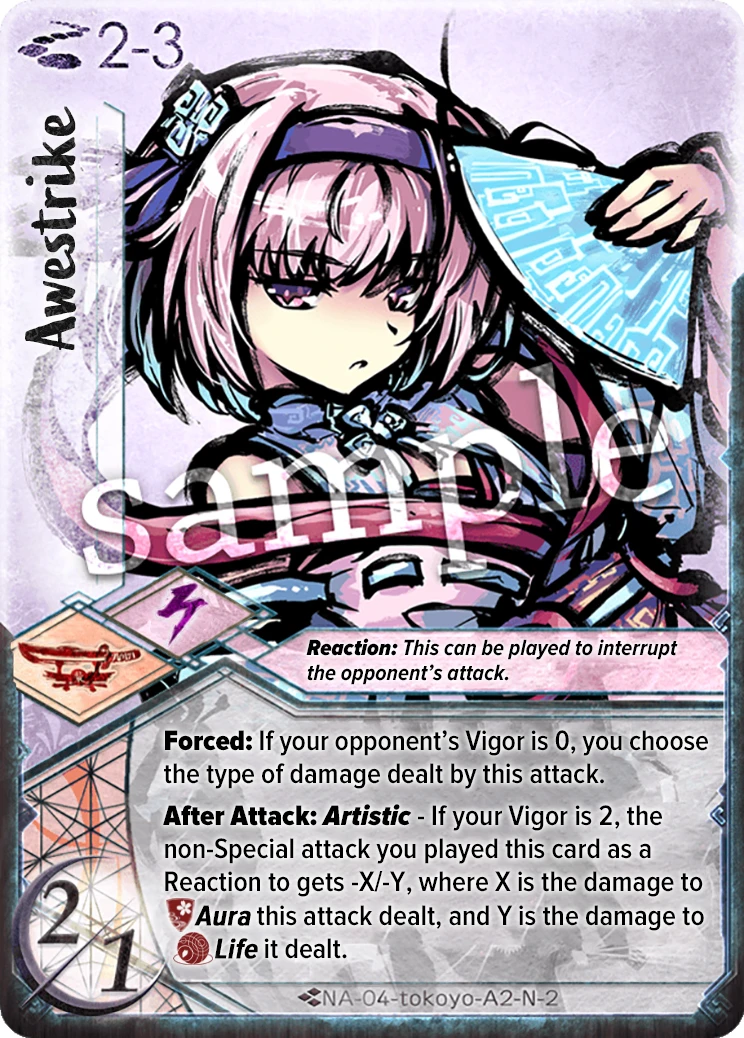 2-3
Awestrike
sample
Reaction: This can be played to interrupt
the opponent's attack.
Forced: If your opponent's Vigor is 0, you choose
the type of damage dealt by this attack.
After Attack: Artistic - If your Vigor is 2, the
non-Special attack you played this card as a
Reaction to gets -X/-Y, where X is the damage to
Aura this attack dealt, and Y is the damage to
Life it dealt.
2/1
NA-04-tokoyo-A2-N-2